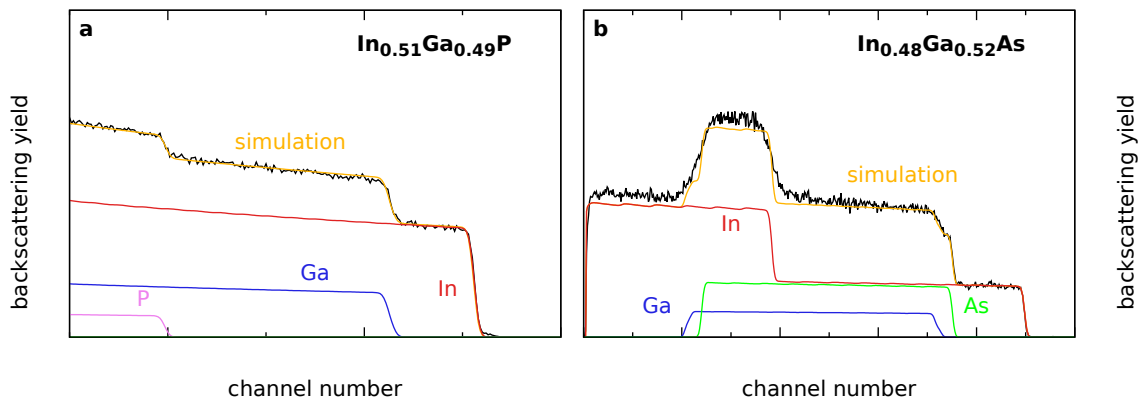 a
In0.51Ga0.49P
backscattering yield
simulation
Ga
In
P
channel number
b
In0.48Ga0.52As
simulation
In
Ga
As
channel number
backscattering yield